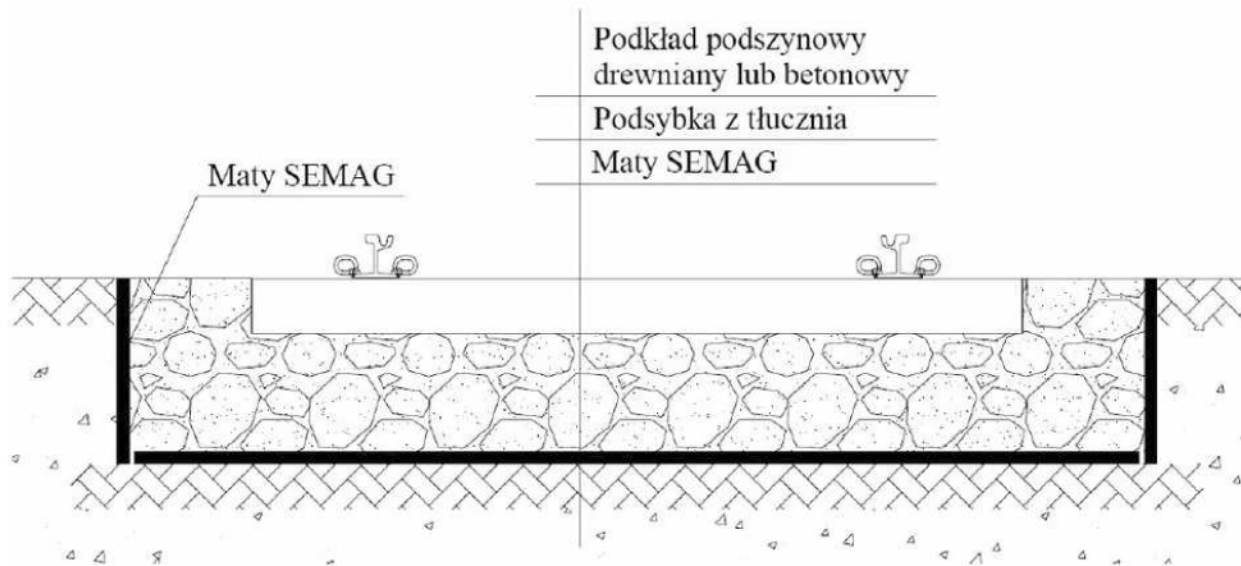 Podkład podszynowy
drewniany lub betonowy
Podsybka z tłucznia
Maty SEMAG
Maty SEMAG